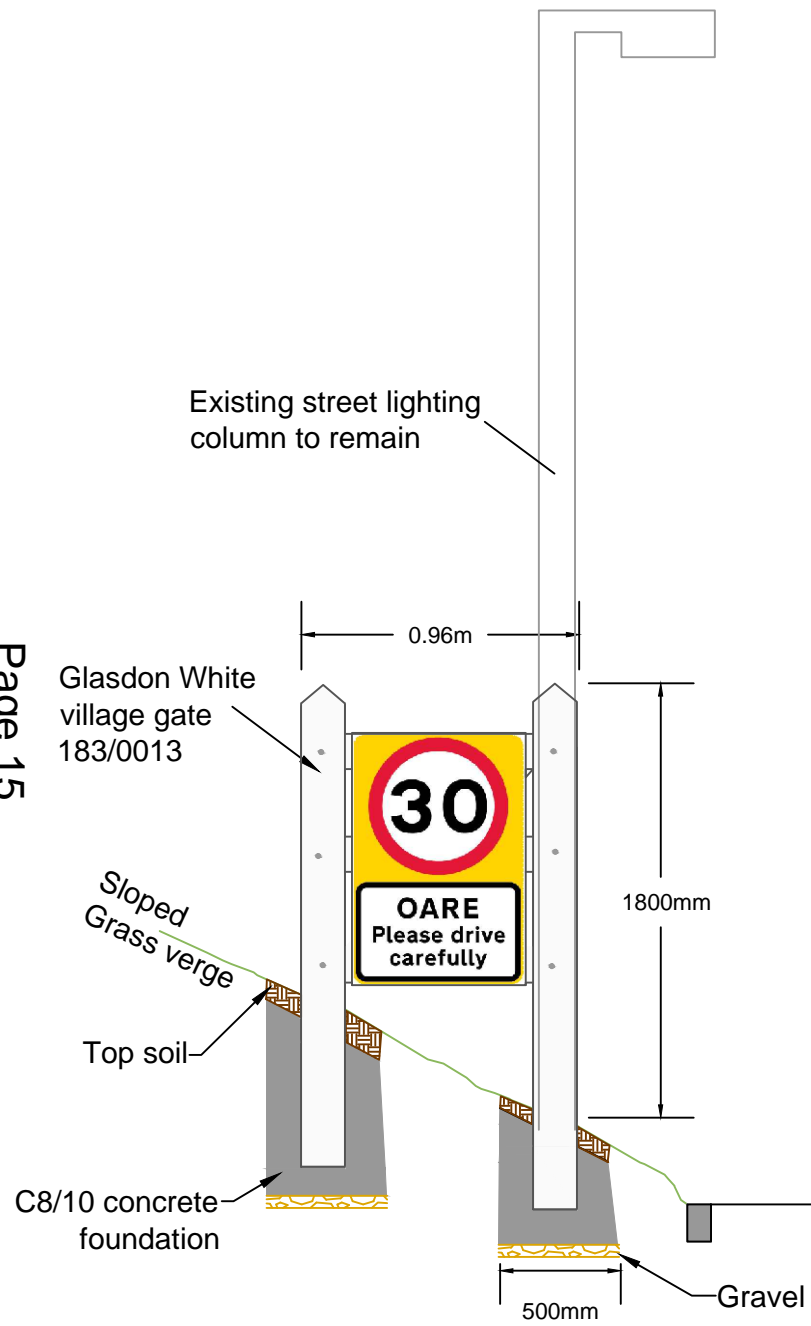 Existing street lighting
column to remain
0.96m
Page 15
Glasdon White
village gate
183/0013
30
OARE
Please drive
carefully
1800mm
Sloped
Grass verge
Top soil
C8/10 concrete
foundation
Gravel
500mm